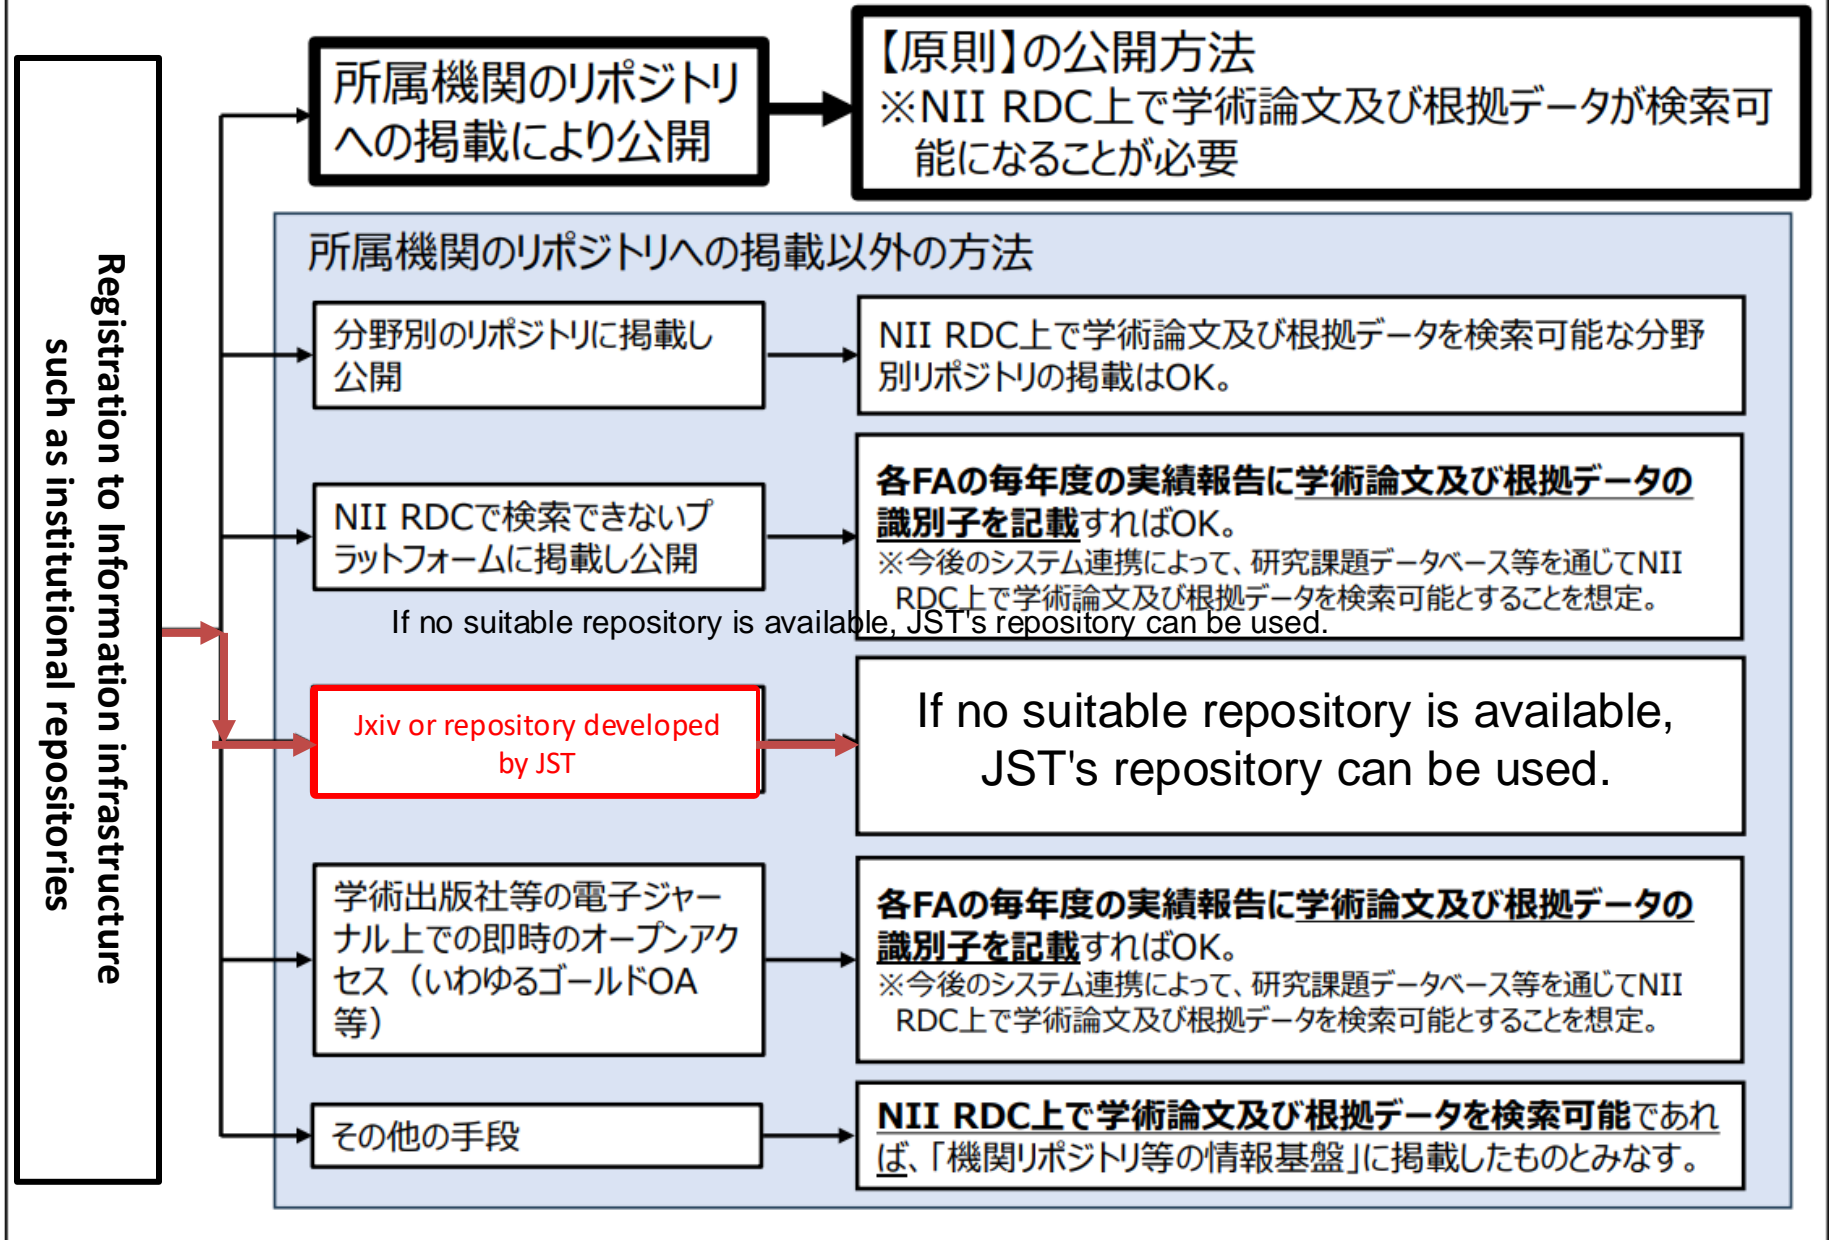 Registration to Information infrastructure
such as institutional repositories
所属機関のリポジトリ
への掲載により公開
【原則】の公開方法
※NII RDC上で学術論文及び根拠データが検索可
能になることが必要
所属機関のリポジトリへの掲載以外の方法
分野別のリポジトリに掲載し
公開
NII RDC上で学術論文及び根拠データを検索可能な分野
別リポジトリの掲載はOK。
NII RDCで検索できないプ
ラットフォームに掲載し公開
各FAの毎年度の実績報告に学術論文及び根拠データの
識別子を記載すればOK。
※今後のシステム連携によって、研究課題データベース等を通じてNII
RDC上で学術論文及び根拠データを検索可能とすることを想定。
If no suitable repository is available, JST's repository can be used.
Jxiv or repository developed
by JST
If no suitable repository is available,
JST's repository can be used.
学術出版社等の電子ジャー
ナル上での即時のオープンアク
セス（いわゆるゴールドOA
等）
各FAの毎年度の実績報告に学術論文及び根拠データの
識別子を記載すればOK。
※今後のシステム連携によって、研究課題データベース等を通じてNII
RDC上で学術論文及び根拠データを検索可能とすることを想定。
その他の手段
NII RDC上で学術論文及び根拠データを検索可能であれ
ば、「機関リポジトリ等の情報基盤」に掲載したものとみなす。